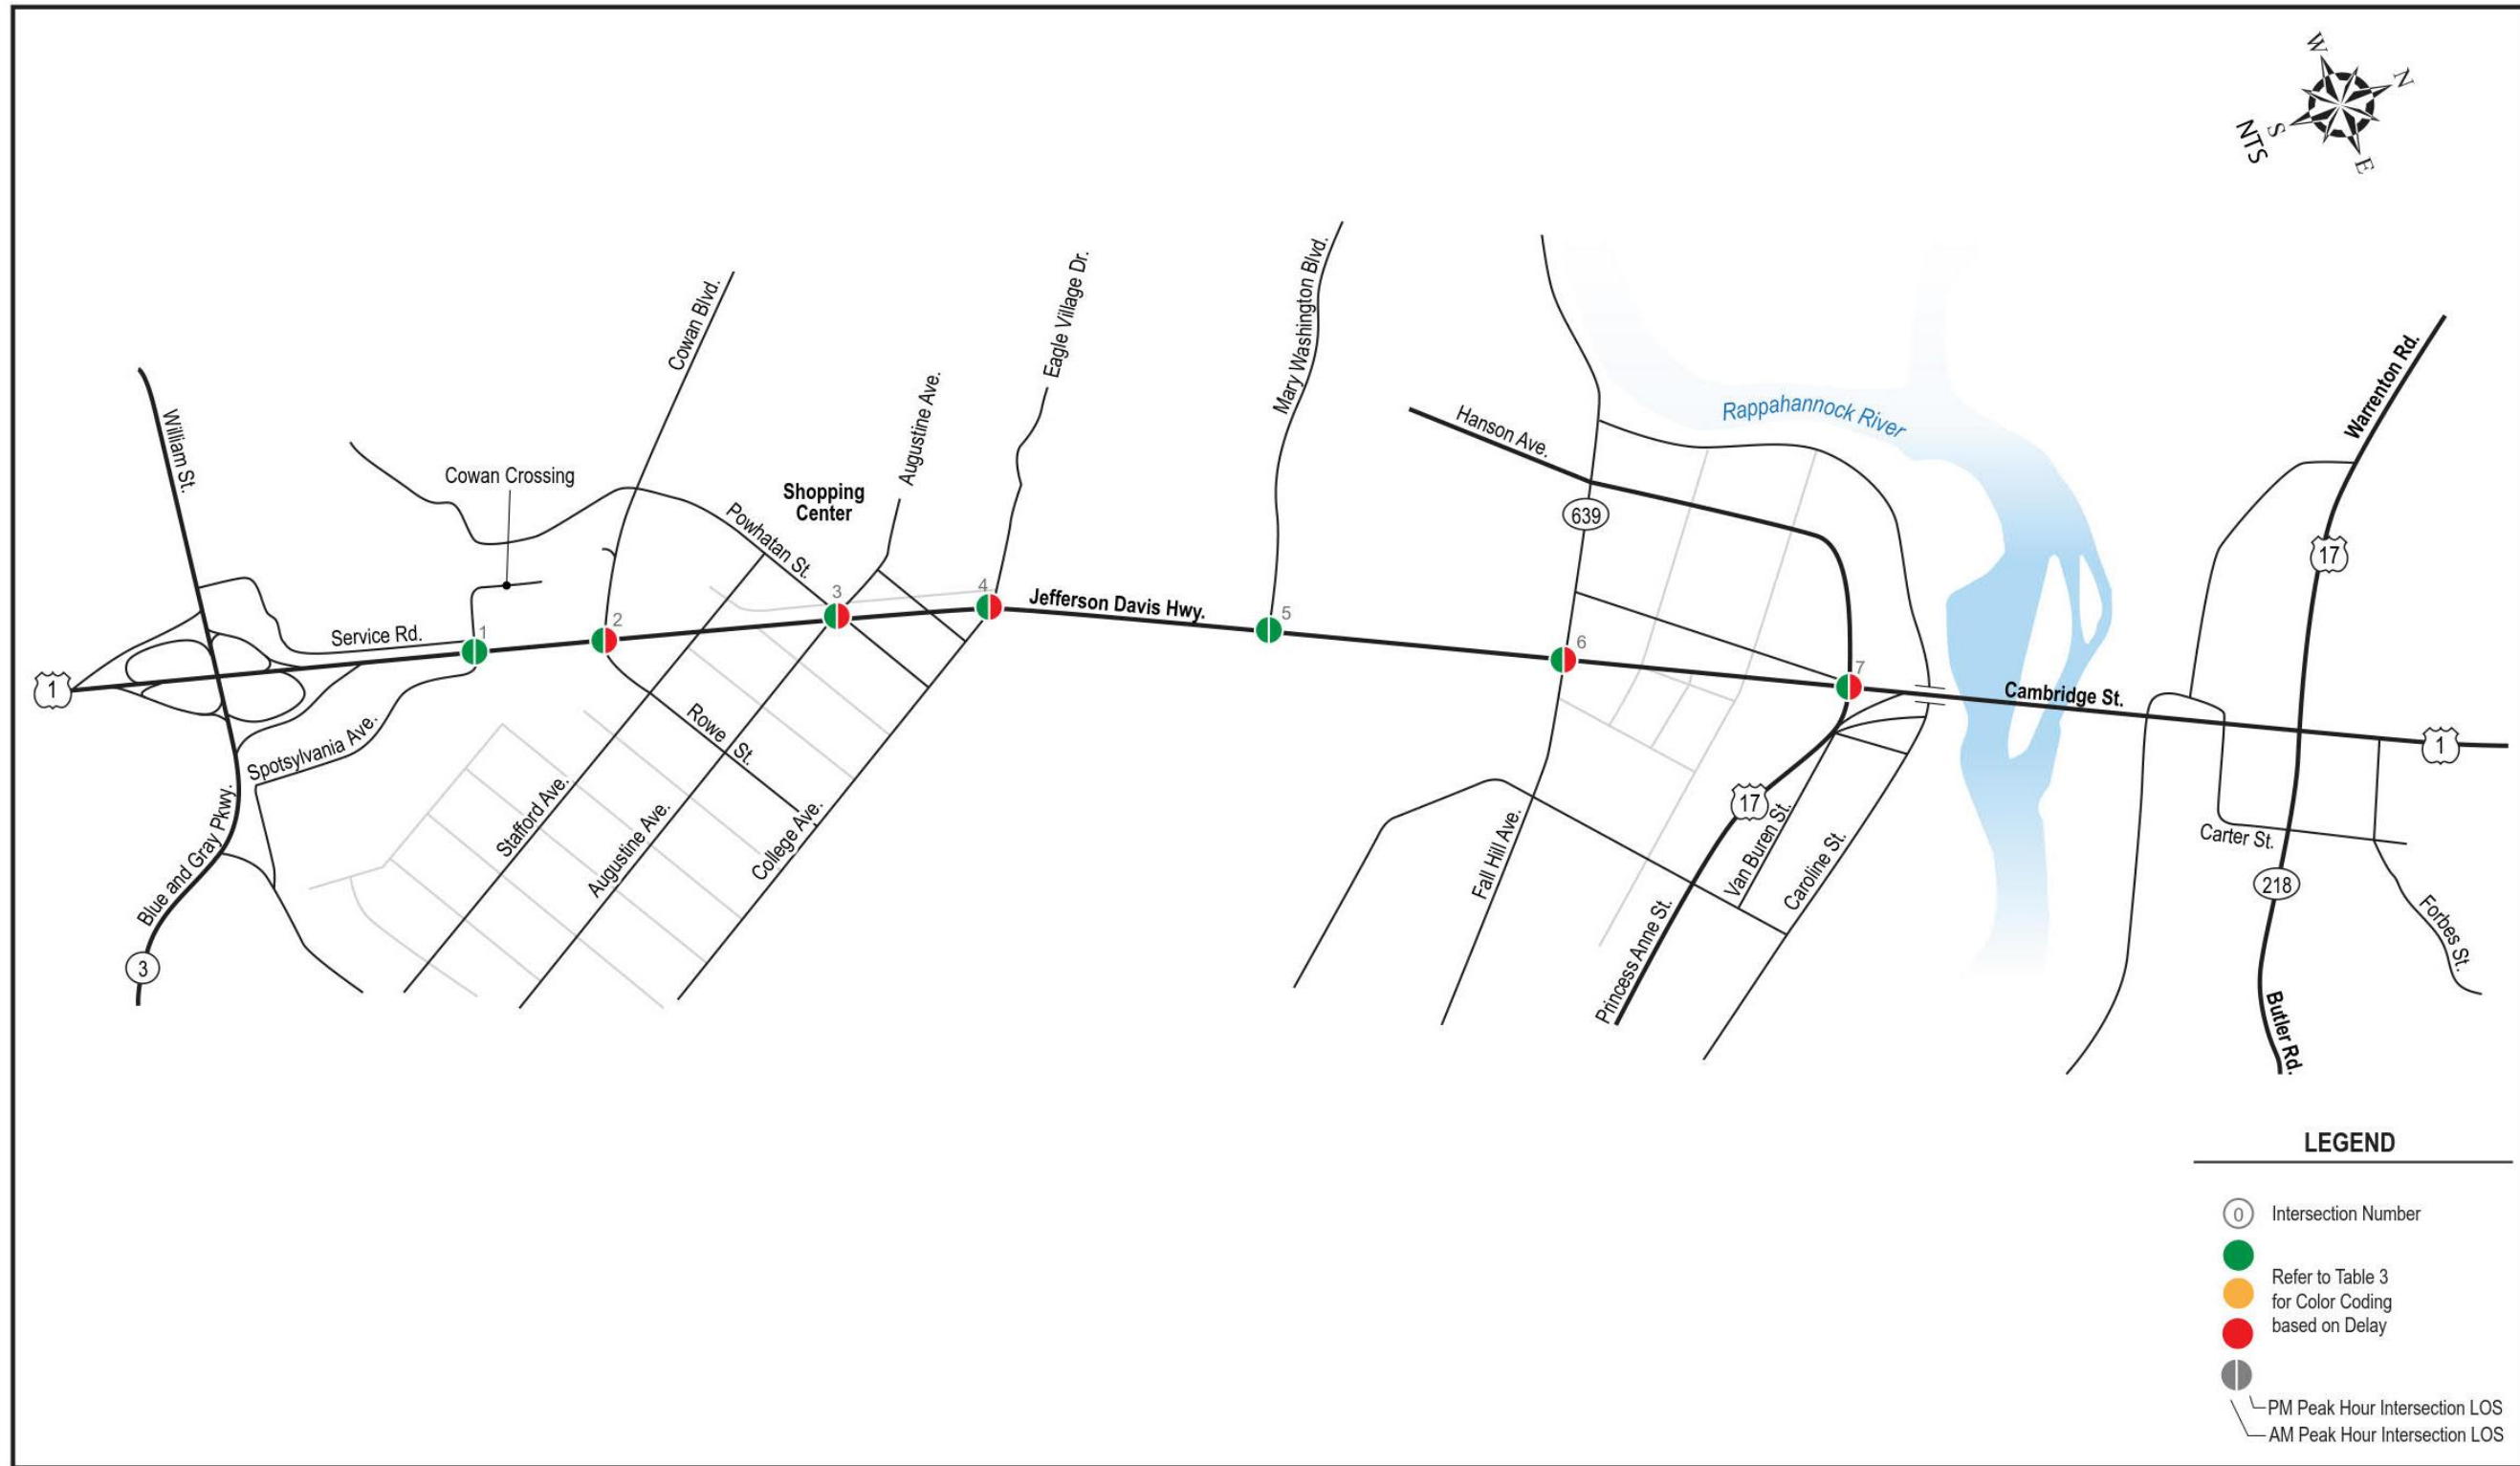 W
N
S
E
NTS
Cowan Blvd.
Eagle Village Dr.
Mary Washington Blvd.
Augustine Ave.
Warrenton Rd.
Rappahannock River
Hanson Ave.
William St.
Cowan Crossing
Shopping
Center
Powhatan St.
639
17
Service Rd.
1
2
3
4
Jefferson Davis Hwy.
5
6
7
1
Cambridge St.
1
Spotsylvania Ave.
Rowe St.
Blue and Gray Pkwy.
Stafford Ave.
Augustine Ave.
College Ave.
Fall Hill Ave.
17
Van Buren St.
Caroline St.
Princess Anne St.
Carter St.
218
Forbes St.
Butler Rd.
3
LEGEND
0 Intersection Number
Refer to Table 3
for Color Coding
based on Delay
PM Peak Hour Intersection LOS
AM Peak Hour Intersection LOS